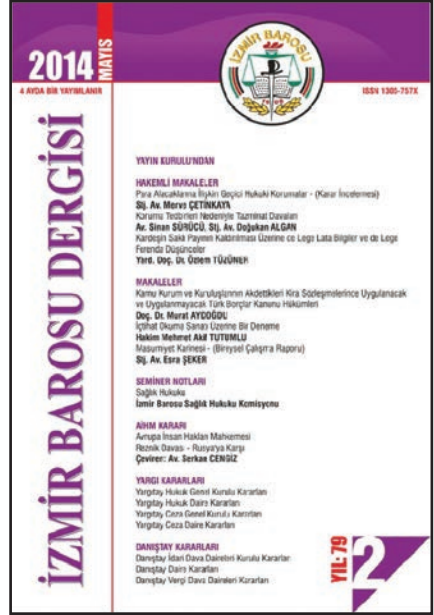 2014
MAYIS
4 AYDA BİR YAYIMLANIR
İZMİR BAROSU
1908
ISSN 1305-757X
İZMİR BAROSU DERGİSİ
YAYIN KURULU'NDAN
HAKEMLİ MAKALELER
Para Alacaklarına İlişkin Geçici Hukuki Korumalar - (Karar İncelemesi)
Stj. Av. Merve ÇETİNKAYA
Koruma Tedbirleri Nedeniyle Tazminat Davaları
Av. Sinan SÜRÜCÜ, Stj. Av. Doğukan ALGAN
Kardeşin Saklı Payının Kaldırılması Üzerine de Lege Lata Bilgiler ve de Lege
Ferenda Düşünceler
Yard. Doç. Dr. Özlem TÜZÜNER
MAKALELER
Kamu Kurum ve Kuruluşlarının Akdettikleri Kira Sözleşmelerince Uygulanacak
ve Uygulanmayacak Türk Borçlar Kanunu Hükümleri
Doç. Dr. Murat AYDOĞDU
İçtihat Okuma Sanatı Üzerine Bir Deneme
Hakim Mehmet Akif TUTUMLU
Masumiyet Karinesi - (Bireysel Çalışma Raporu)
Stj. Av. Esra ŞEKER
SEMİNER NOTLARI
Sağlık Hukuku
İzmir Barosu Sağlık Hukuku Komisyonu
AİHM KARARI
Avrupa İnsan Hakları Mahkemesi
Reznik Davası - Rusya'ya Karşı
Çeviren: Av. Serkan CENGİZ
YARGI KARARLARI
Yargıtay Hukuk Genel Kurulu Kararları
Yargıtay Hukuk Daire Kararları
Yargıtay Ceza Genel Kurulu Kararları
Yargıtay Ceza Daire Kararları
DANIŞTAY KARARLARI
Danıştay İdari Dava Daireleri Kurulu Kararlar
Danıştay Daire Kararları
Danıştay Vergi Dava Daireleri Kararları
YIL: 79
2